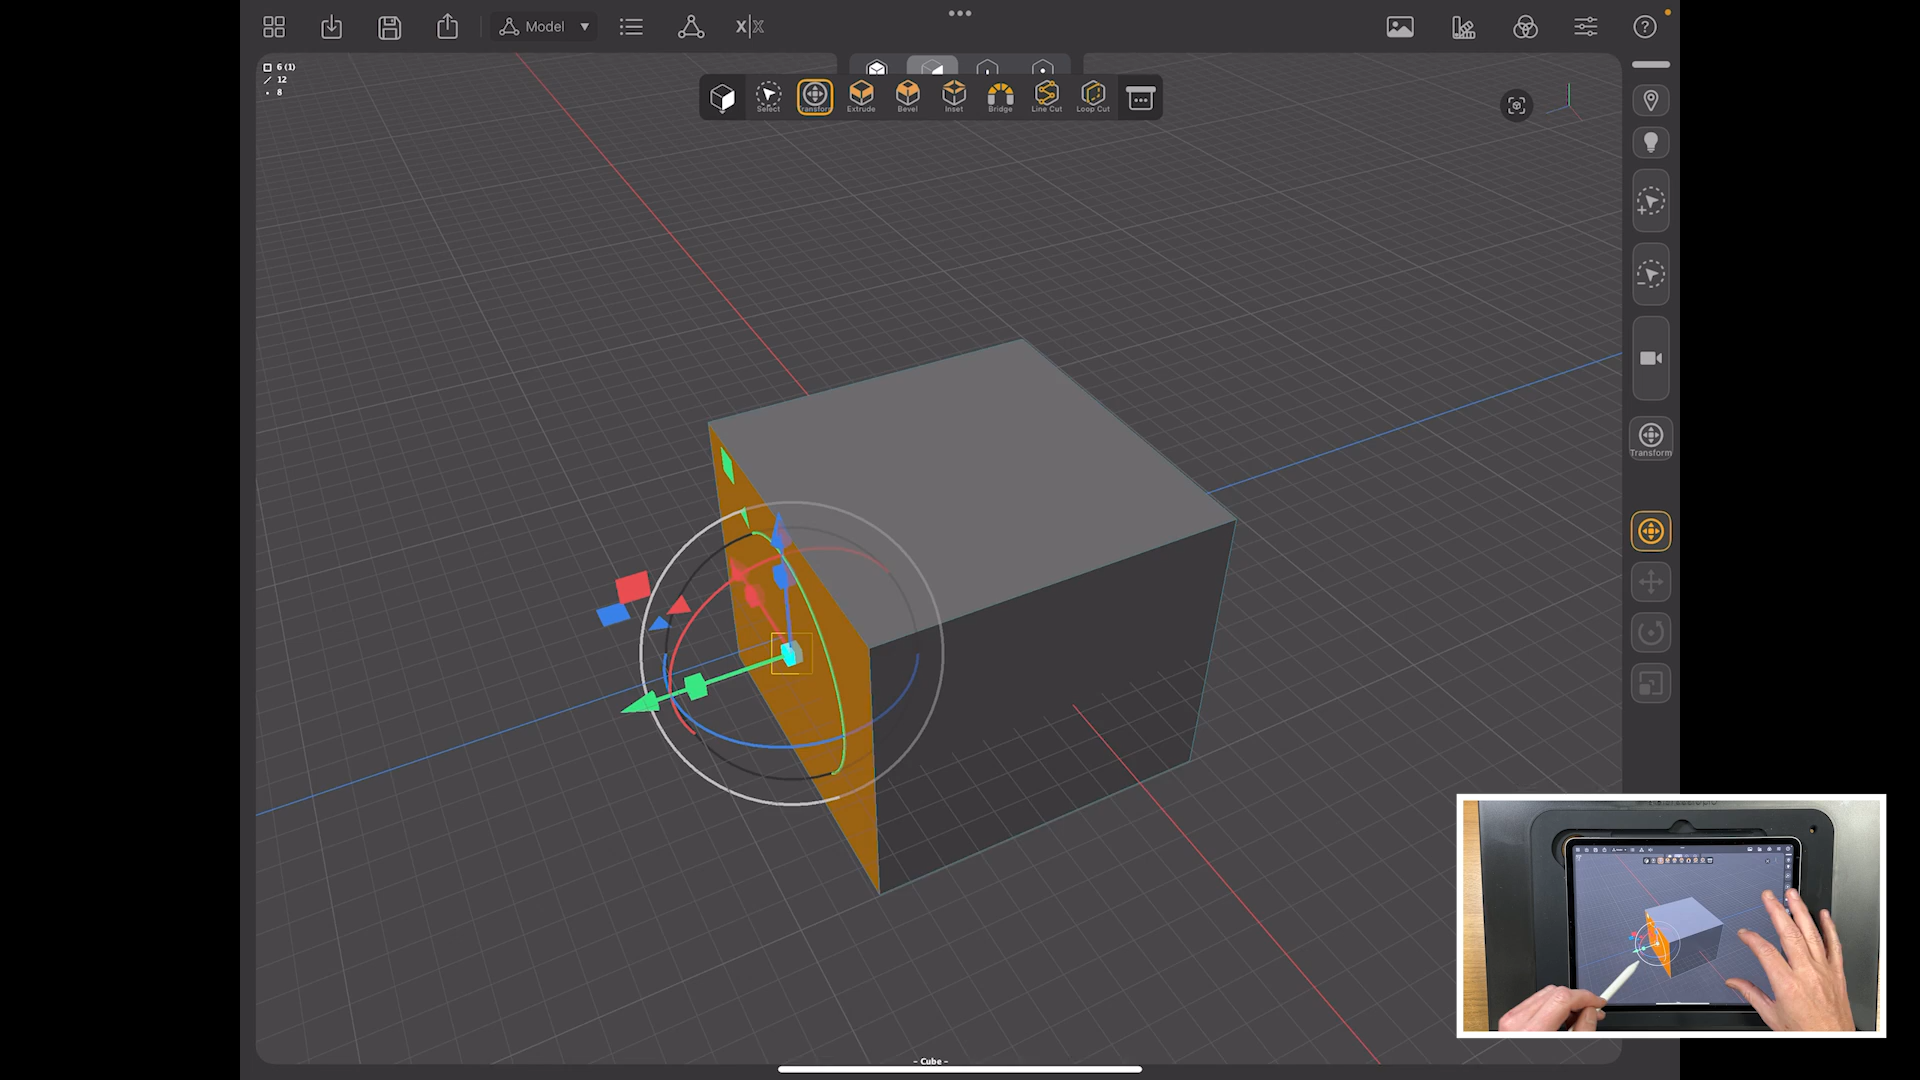 Model
6 (1)
12
8
Select
Transform
Extrude
Bevel
Inset
Bridge
Line Cut
Loop Cut
Transform
- Cube -